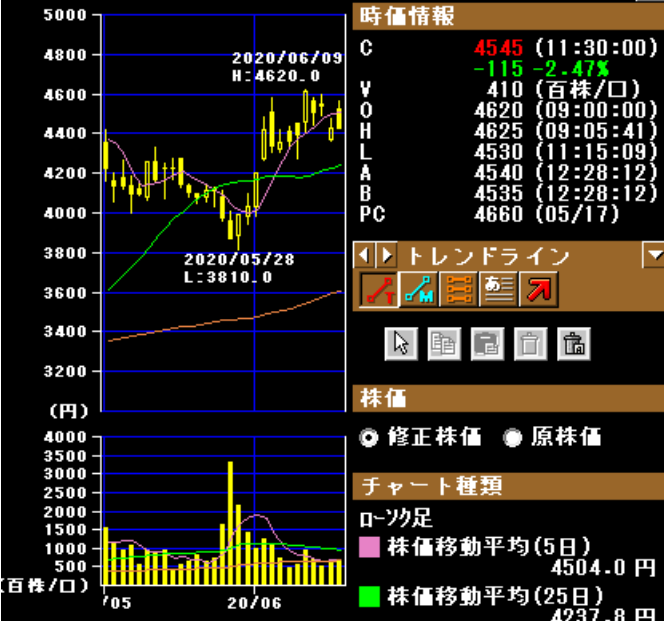 5000
4800
4600
4400
4200
4000
3800
3600
3400
3200
(円)
2020/06/09
H:4620.0
2020/05/28
L:3810.0
4000
3500
3000
2500
2000
1500
1000
500
(百株/口)
'05
20/06
時価情報
C 4545 (11:30:00)
-115 -2.47%
V 410 (百株/口)
O 4620 (09:00:00)
H 4625 (09:05:41)
L 4530 (11:15:09)
A 4540 (12:28:12)
B 4535 (12:28:12)
PC 4660 (05/17)
トレンドライン
T M あ
株価
修正株価 原株価
チャート種類
ローソク足
株価移動平均(5日)
4504.0 円
株価移動平均(25日)
4237.8 円